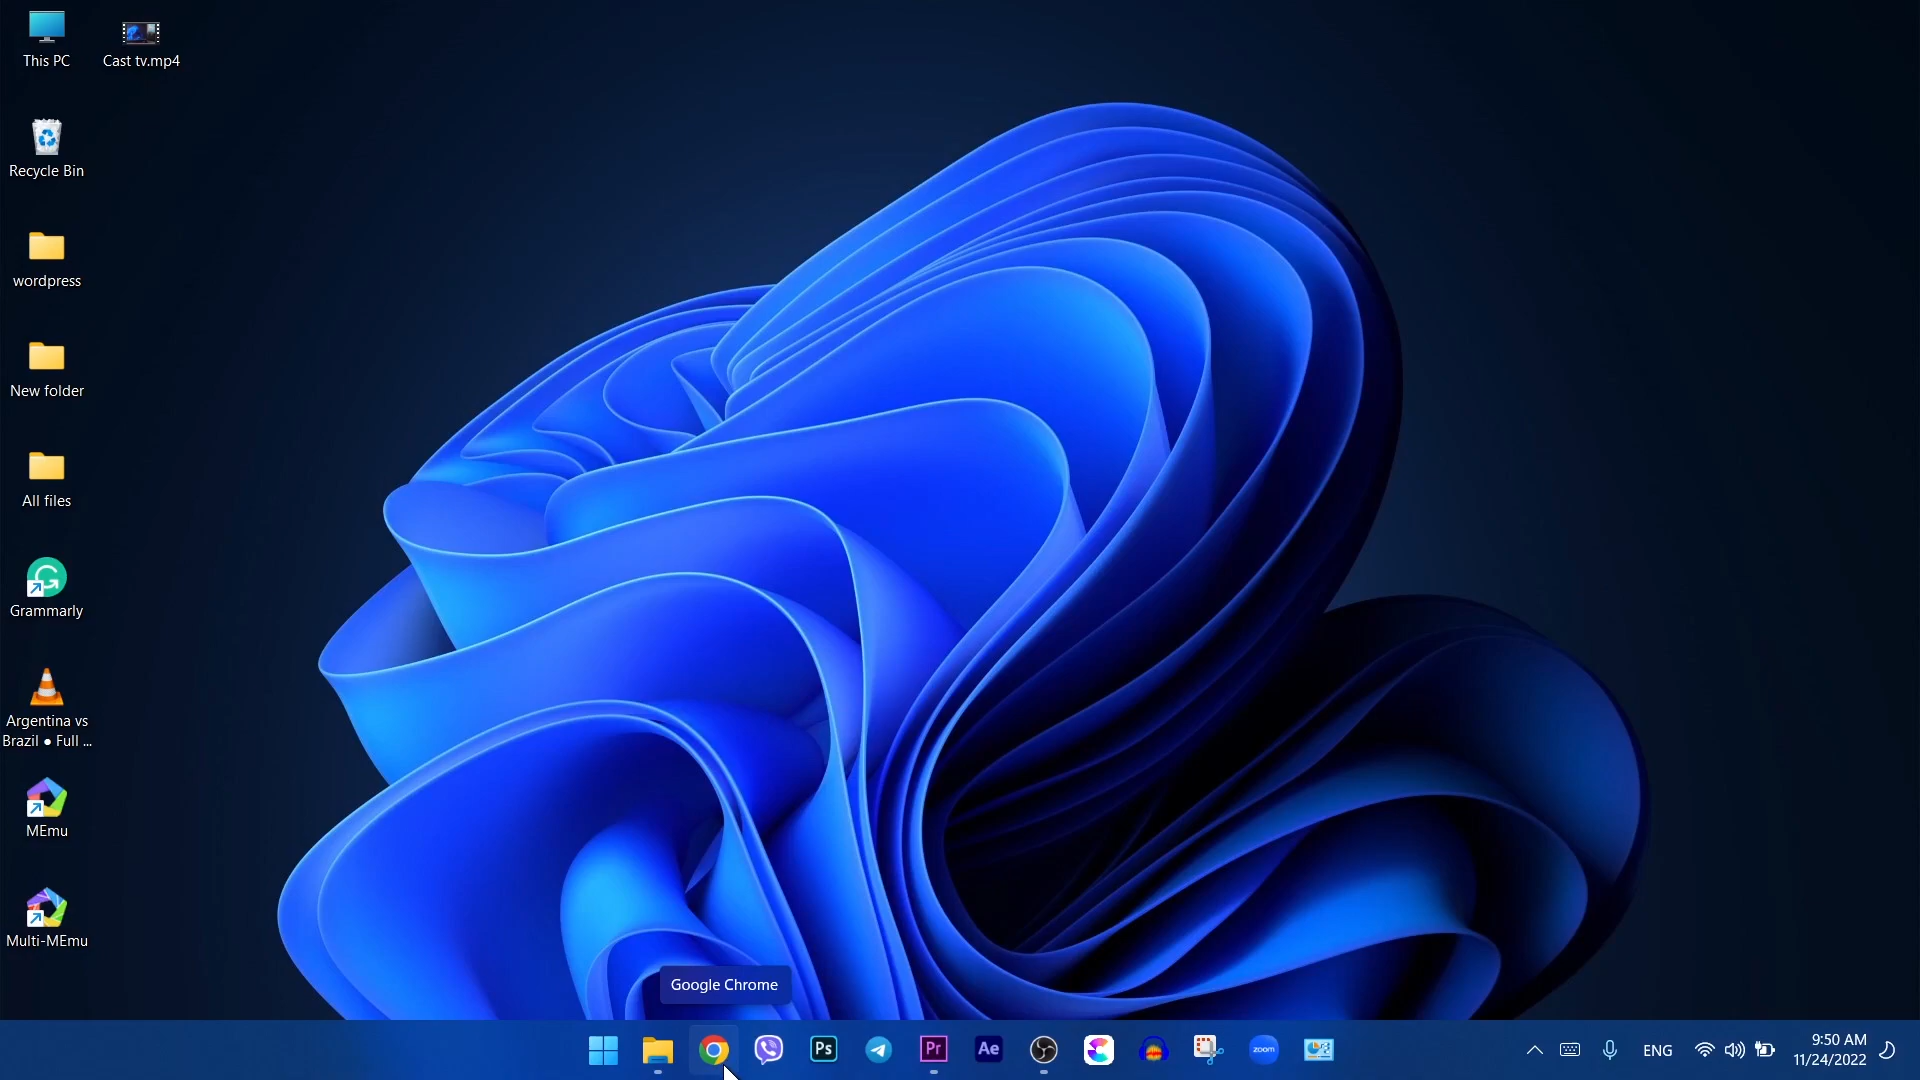 This PC
Cast tv.mp4
Recycle Bin
wordpress
New folder
All files
Grammarly
Argentina vs
Brazil ● Full ...
MEmu
Multi-MEmu
Google Chrome
Ps
Pr
Ae
zoom
ENG
9:50 AM
11/24/2022